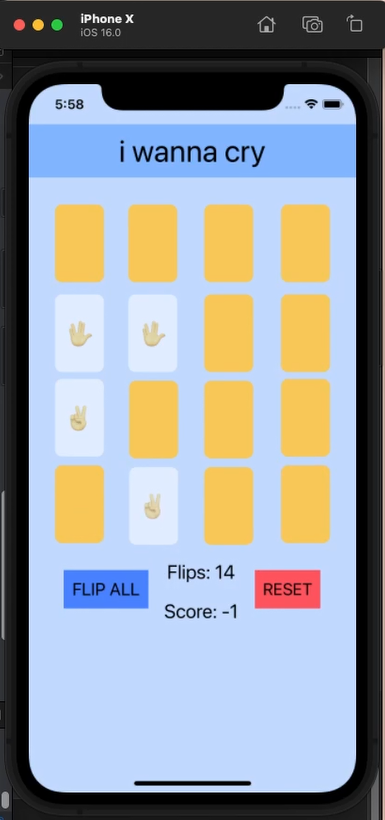 iPhone X
iOS 16.0
5:58
i wanna cry
Flips: 14
FLIP ALL
RESET
Score: -1